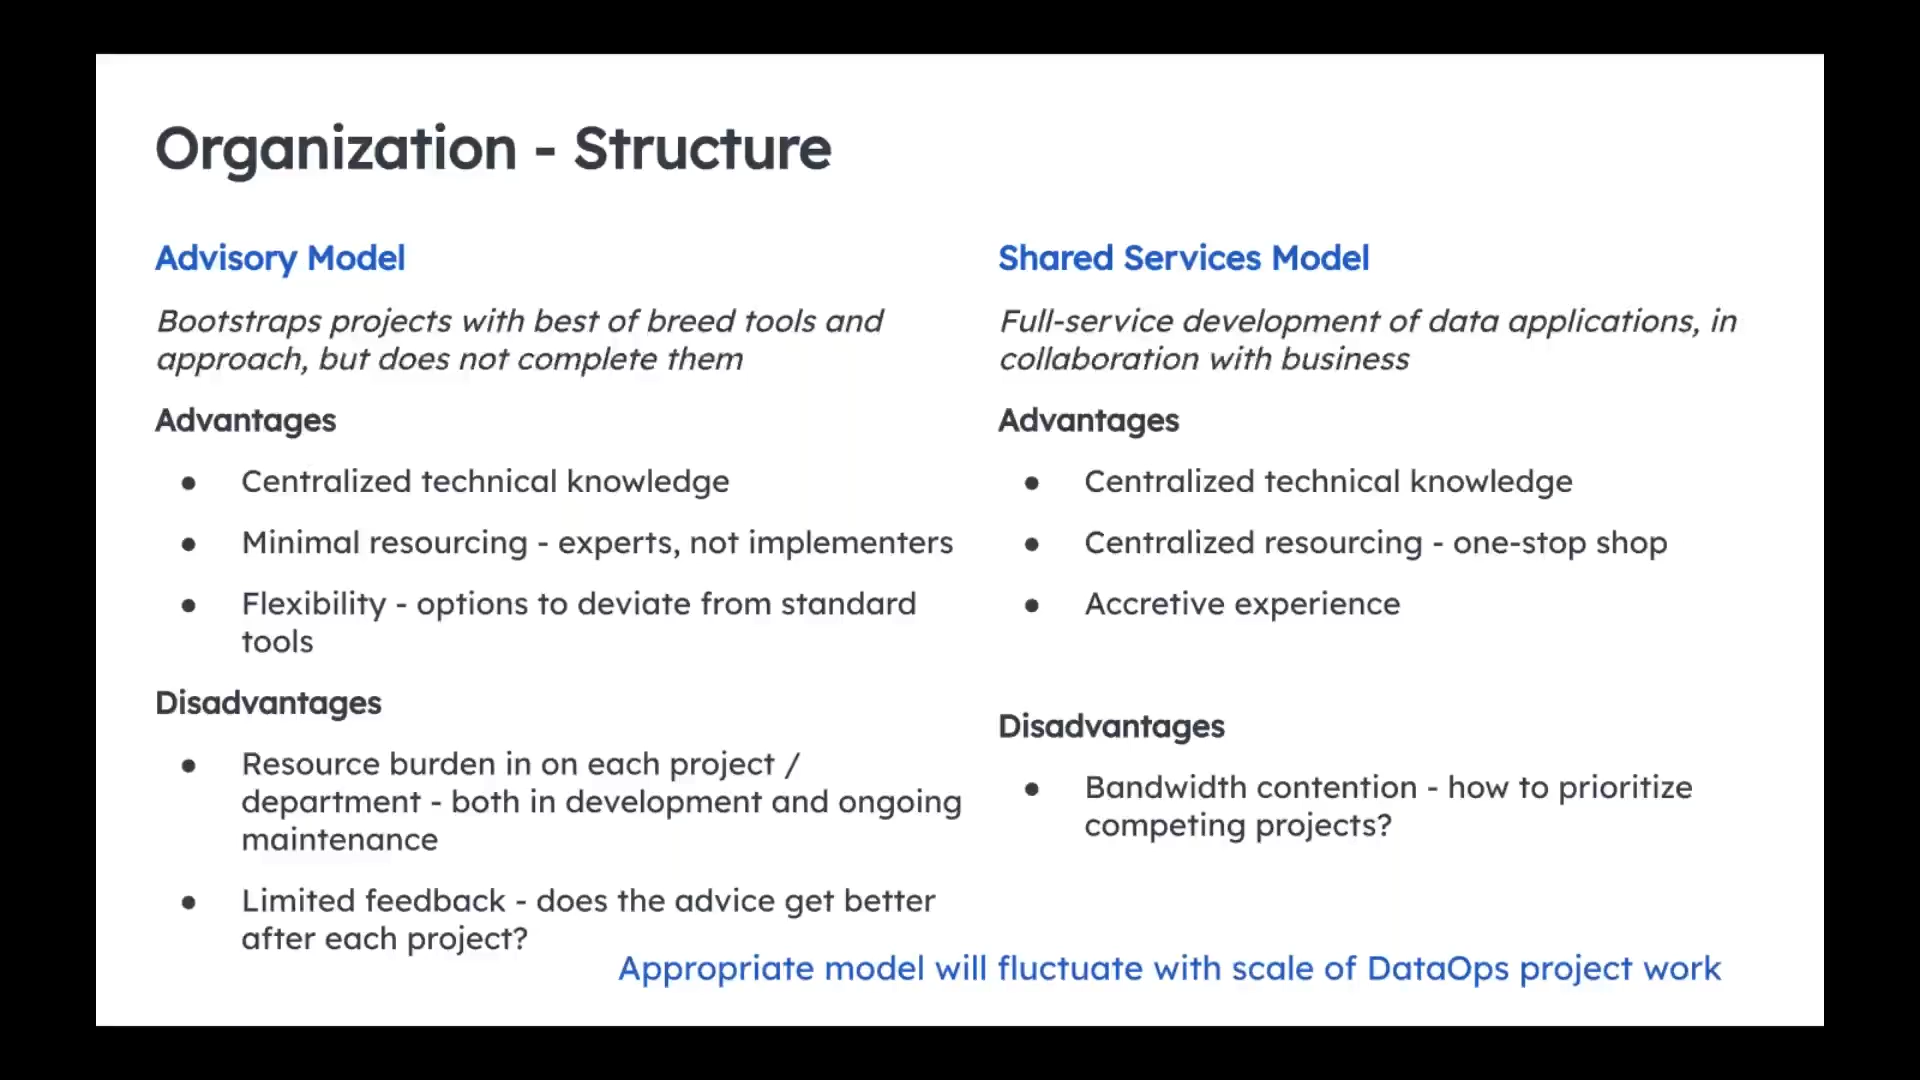 Organization - Structure
Advisory Model
Bootstraps projects with best of breed tools and
approach, but does not complete them
Advantages
● Centralized technical knowledge
● Minimal resourcing - experts, not implementers
● Flexibility - options to deviate from standard
tools
Disadvantages
● Resource burden in on each project /
department - both in development and ongoing
maintenance
● Limited feedback - does the advice get better
after each project?
Shared Services Model
Full-service development of data applications, in
collaboration with business
Advantages
● Centralized technical knowledge
● Centralized resourcing - one-stop shop
● Accretive experience
Disadvantages
● Bandwidth contention - how to prioritize
competing projects?
Appropriate model will fluctuate with scale of DataOps project work